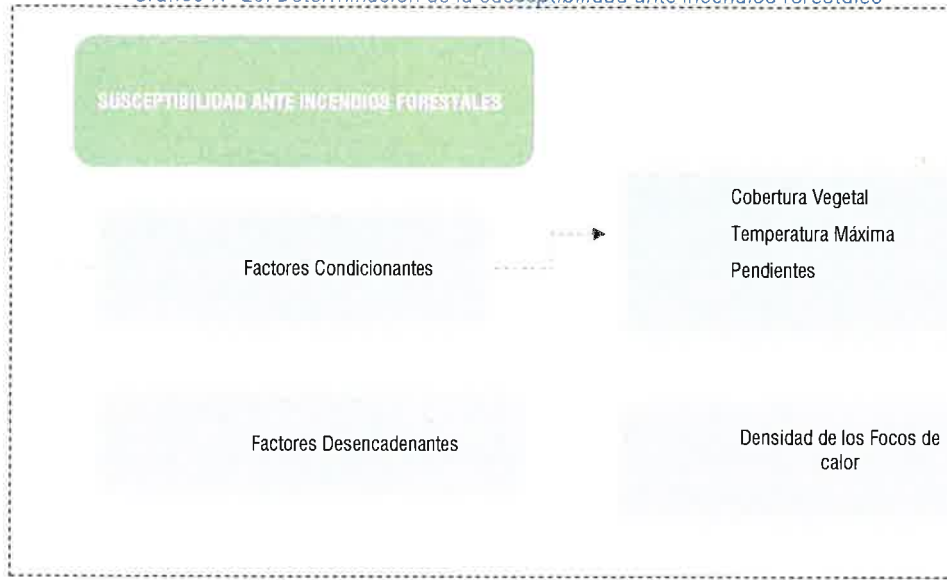 SUSCEPTIBILIDAD ANTE INCENDIOS FORESTALES
Factores Condicionantes
Cobertura Vegetal
Temperatura Máxima
Pendientes
Factores Desencadenantes
Densidad de los Focos de
calor